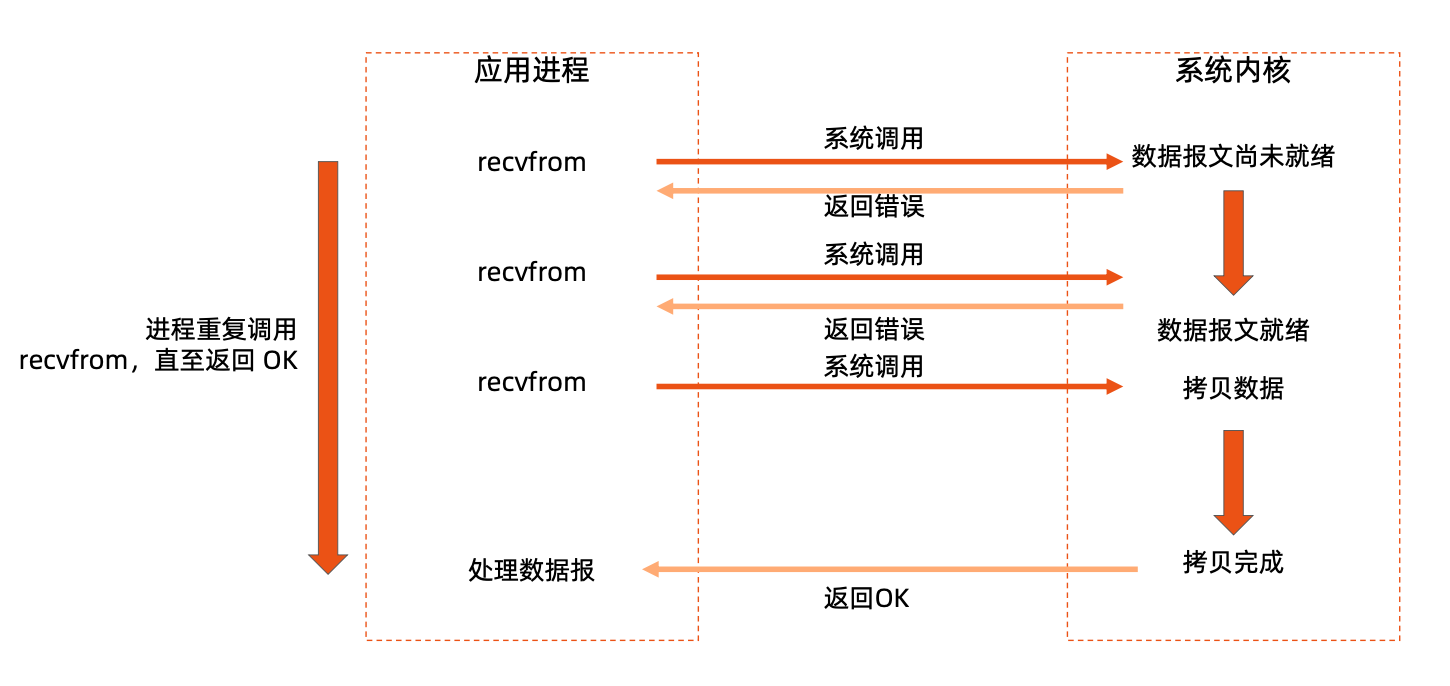 应用进程
系统内核
系统调用
recvfrom
数据报文尚未就绪
返回错误
系统调用
recvfrom
进程重复调用
recvfrom，直至返回 OK
返回错误
数据报文就绪
系统调用
recvfrom
拷贝数据
处理数据报
拷贝完成
返回OK